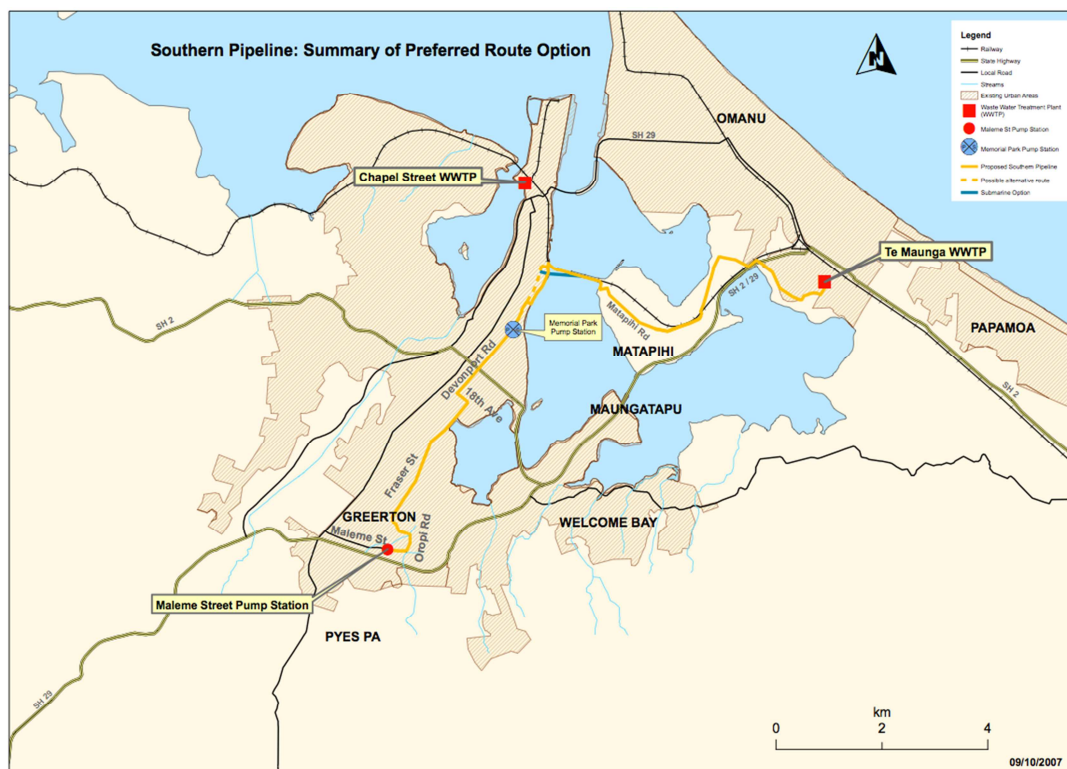 Southern Pipeline: Summary of Preferred Route Option
N
Legend
Railway
State Highway
Local Road
Streams
Existing Urban Areas
Waste Water Treatment Plant
(WWTP)
Maleme St Pump Station
Memorial Park Pump Station
Proposed Southern Pipeline
Possible alternative route
Submarine Option
OMANU
SH 29
Chapel Street WWTP
Te Maunga WWTP
SH 2 / 29
Matapihi Rd
SH 2
Memorial Park
Pump Station
PAPAMOA
MATAPIHI
Devonport Rd
18th Ave
MAUNGATAPU
SH 2
Fraser St
GREERTON
Maleme St
Oropi Rd
WELCOME BAY
Maleme Street Pump Station
PYES PA
SH 29
km
0
2
4
09/10/2007